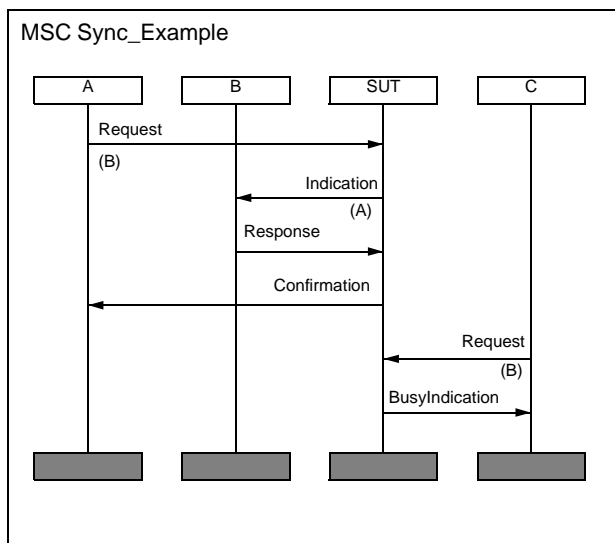 MSC Sync_Example
A B SUT C
Request
(B)
Indication
(A)
Response
Confirmation
Request
(B)
BusyIndication